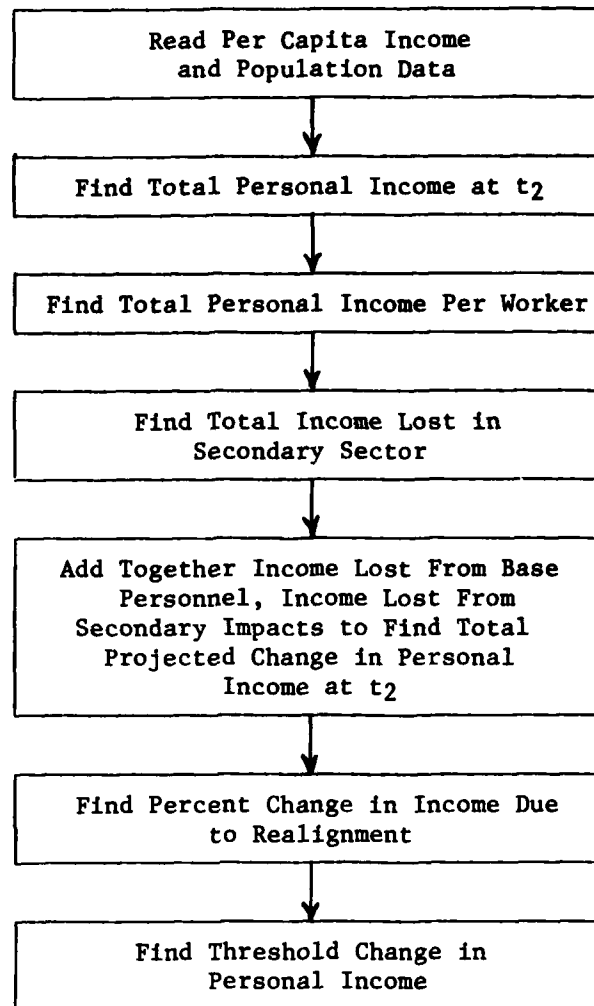 Read Per Capita Income
and Population Data
Find Total Personal Income at t2
Find Total Personal Income Per Worker
Find Total Income Lost in
Secondary Sector
Add Together Income Lost From Base
Personnel, Income Lost From
Secondary Impacts to Find Total
Projected Change in Personal
Income at t2
Find Percent Change in Income Due
to Realignment
Find Threshold Change in
Personal Income